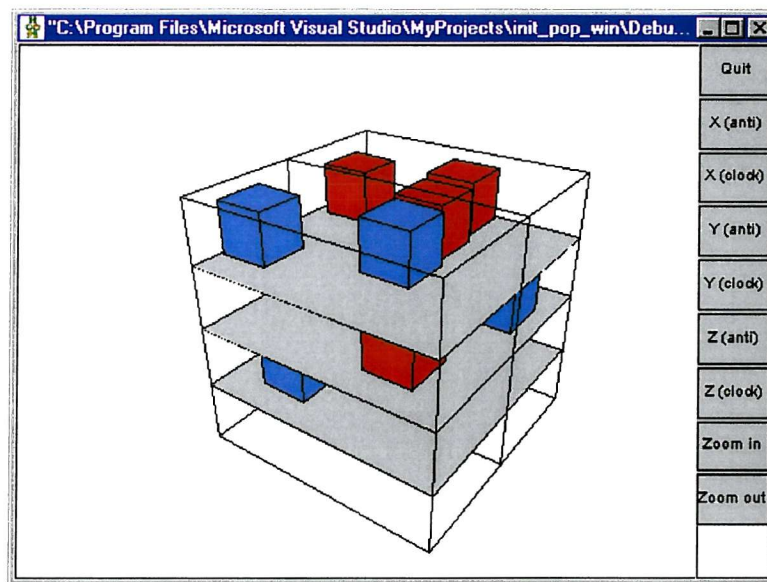 "C:\Program Files\Microsoft Visual Studio\MyProjects\init_pop_win\Debu...
Quit
X (anti)
X (clock)
Y (anti)
Y (clock)
Z (anti)
Z (clock)
Zoom in
Zoom out